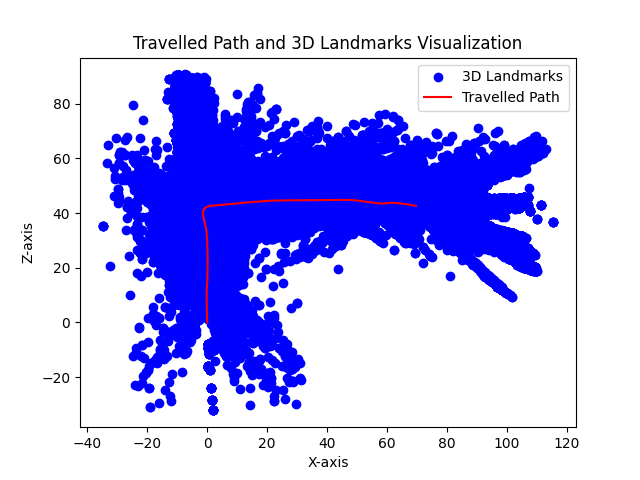 Travelled Path and 3D Landmarks Visualization
3D Landmarks
Travelled Path
80
60
40
20
0
−20
Z-axis
−40 −20 0 20 40 60 80 100 120
X-axis